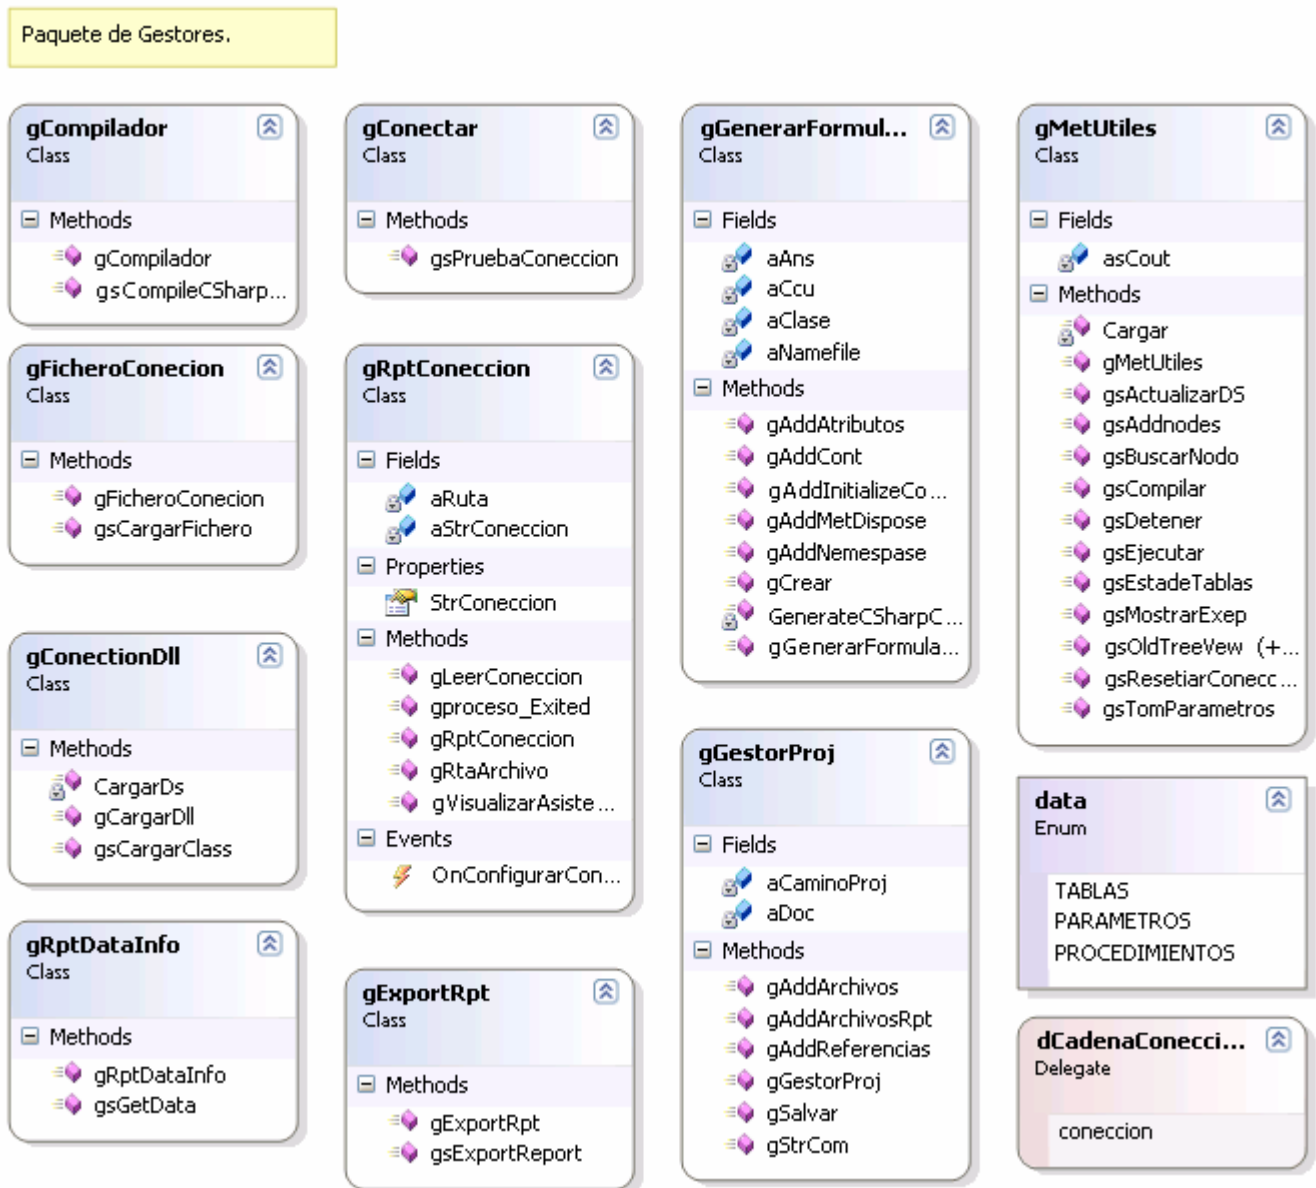 Paquete de Gestores.
gCompilador
Class
Methods
gCompilador
gsCompileCSharp...
gFicheroConecion
Class
Methods
gFicheroConecion
gsCargarFichero
gConectionDll
Class
Methods
CargarDs
gCargarDll
gsCargarClass
gRptDataInfo
Class
Methods
gRptDataInfo
gsGetData
gConectar
Class
Methods
gsPruebaConeccion
gRptConeccion
Class
Fields
aRuta
aStrConeccion
Properties
StrConeccion
Methods
gLeerConeccion
gproceso_Exited
gRptConeccion
gRtaArchivo
gVisualizarAsiste...
Events
OnConfigurarCon...
gExportRpt
Class
Methods
gExportRpt
gsExportReport
gGenerarFormul...
Class
Fields
aAns
aCcu
aClase
aNamefile
Methods
gAddAtributos
gAddCont
gAddInitializeCo...
gAddMetDispose
gAddNemespase
gCrear
GenerateCSharpC...
gGenerarFormula...
gGestorProj
Class
Fields
aCaminoProj
aDoc
Methods
gAddArchivos
gAddArchivosRpt
gAddReferencias
gGestorProj
gSalvar
gStrCom
gMetUtiles
Class
Fields
asCout
Methods
Cargar
gMetUtiles
gsActualizarDS
gsAddnodes
gsBuscarNodo
gsCompilar
gsDetener
gsEjecutar
gsEstadeTablas
gsMostrarExep
gsOldTreeVew (+...
gsResetiarConecc...
gsTomParametros
data
Enum
TABLAS
PARAMETROS
PROCEDIMIENTOS
dCadenaConecci...
Delegate
coneccion